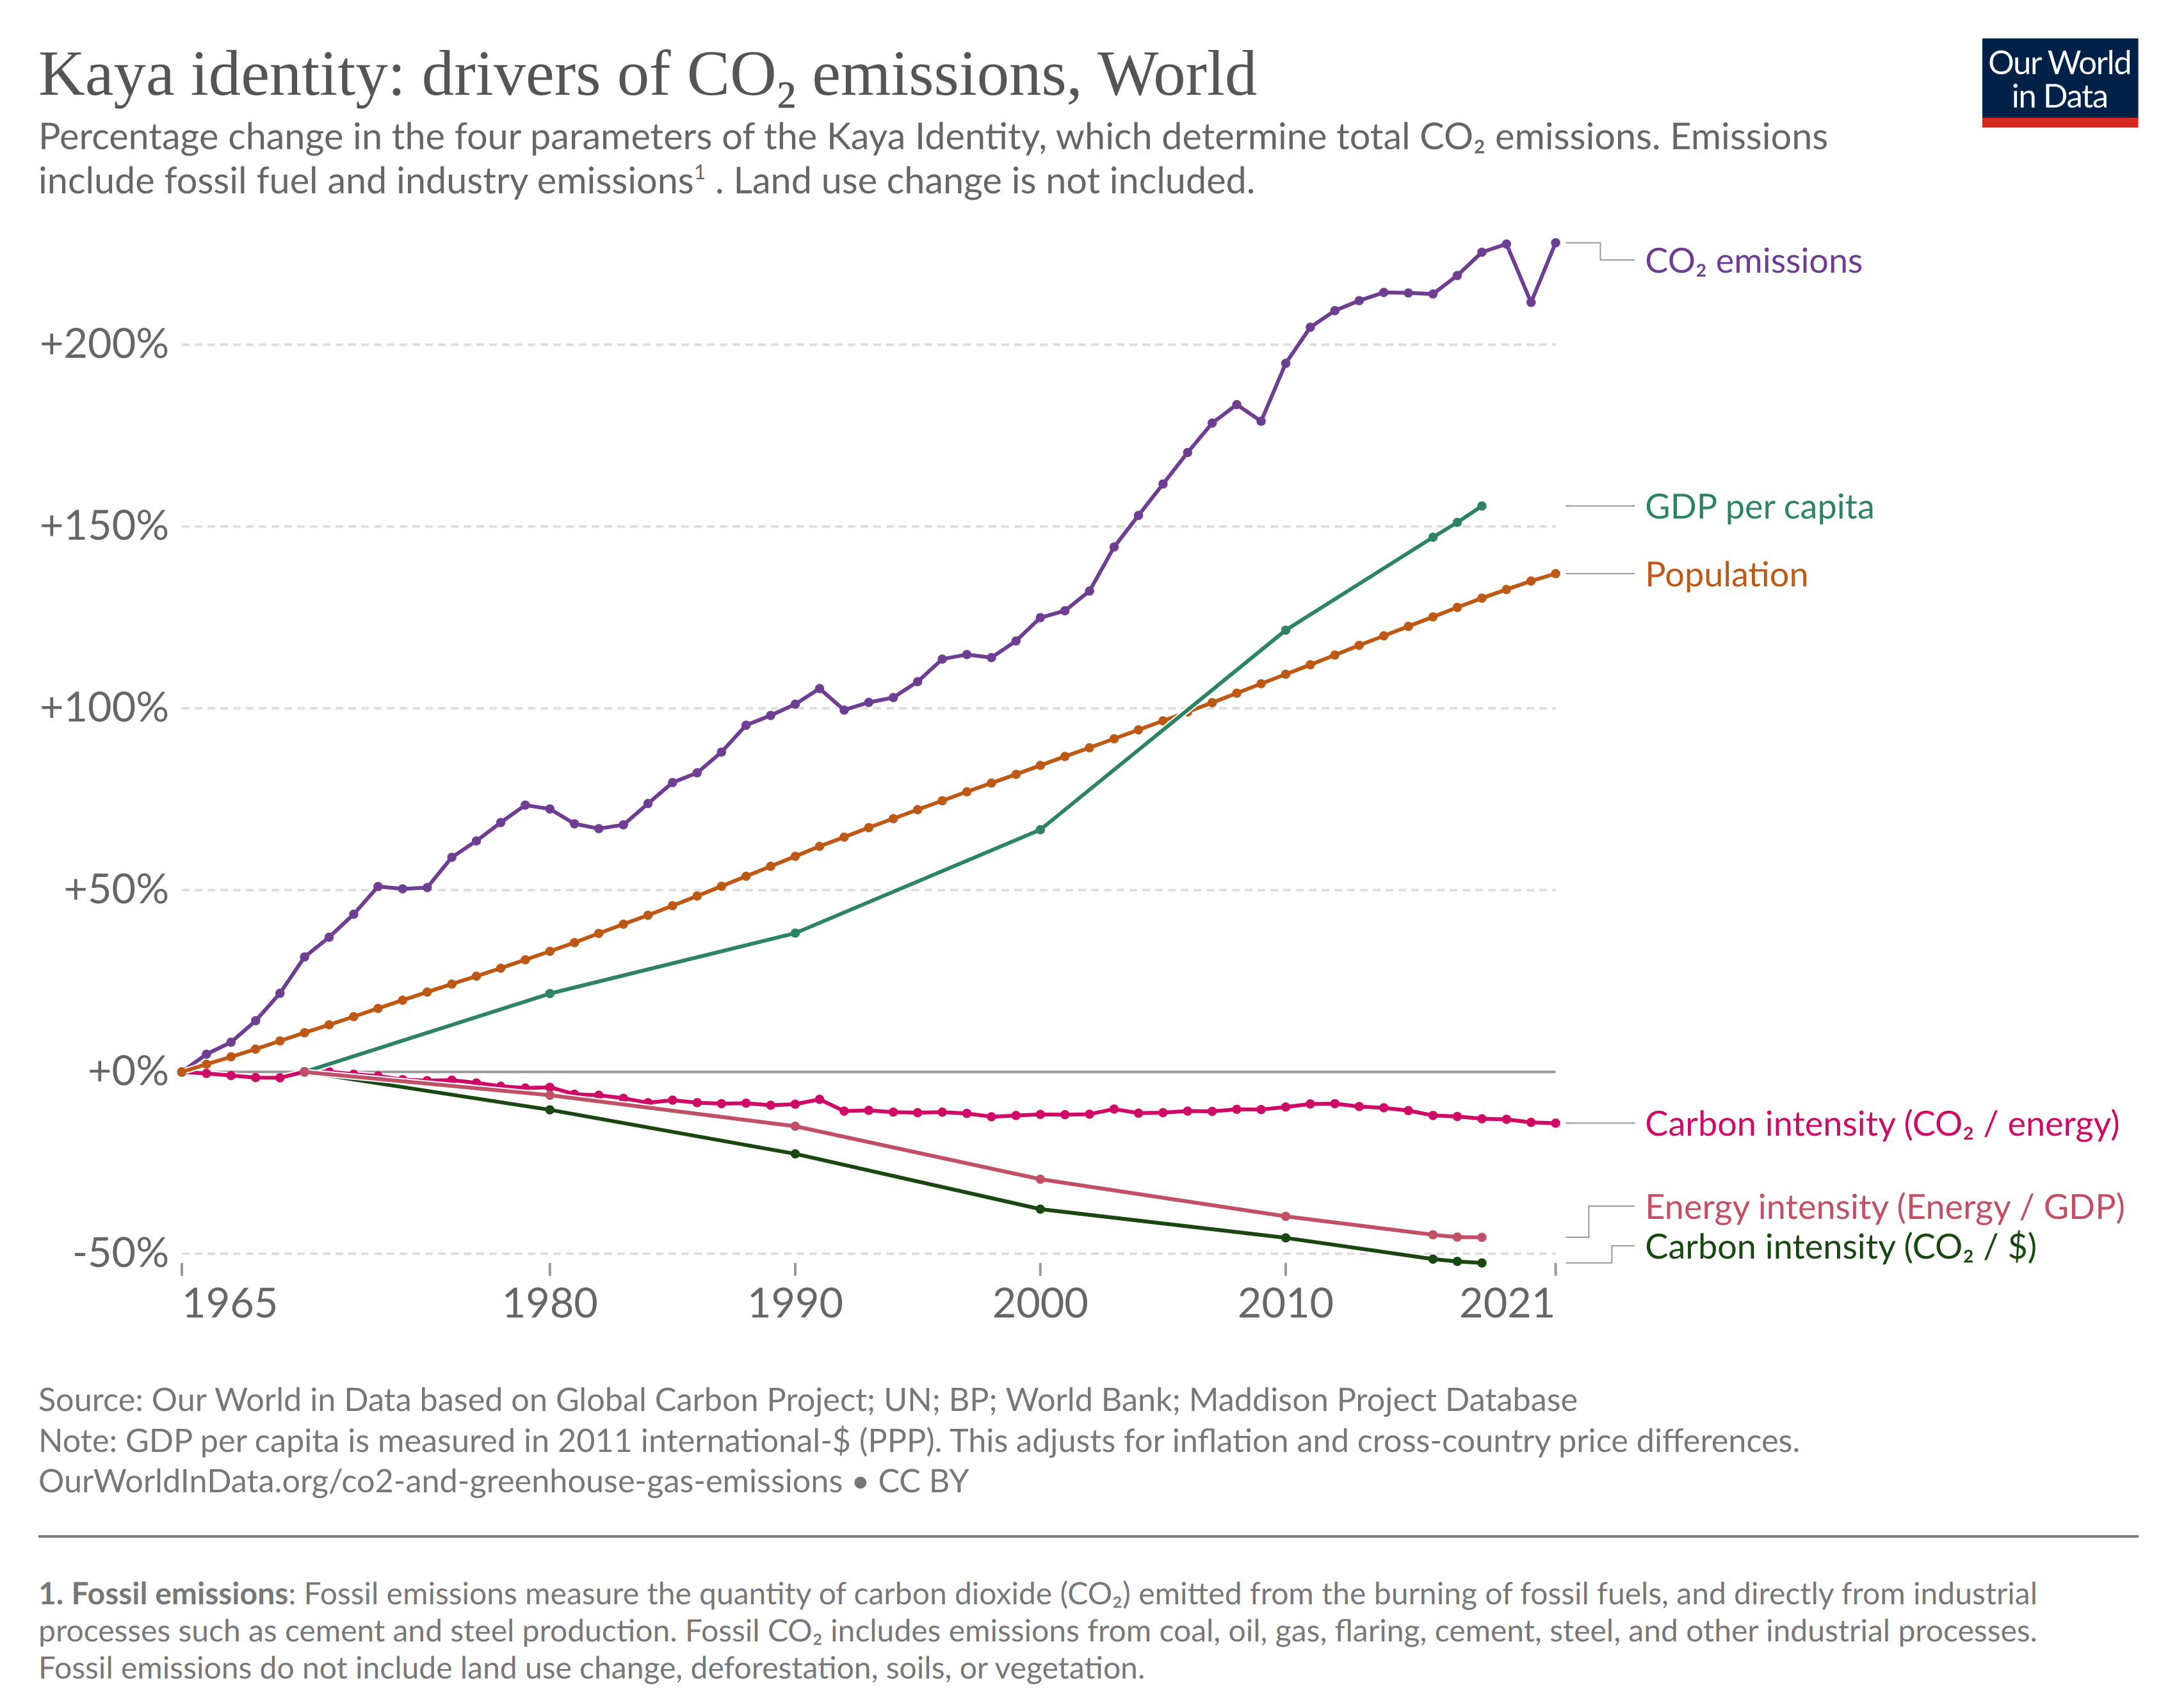 Kaya identity: drivers of CO₂ emissions, World
Our World
in Data
Percentage change in the four parameters of the Kaya Identity, which determine total CO₂ emissions. Emissions
include fossil fuel and industry emissions¹ . Land use change is not included.
CO₂ emissions
+200%
GDP per capita
+150%
Population
+100%
+50%
+0%
Carbon intensity (CO₂ / energy)
Energy intensity (Energy / GDP)
-50%
Carbon intensity (CO₂ / $)
1965 1980 1990 2000 2010 2021
Source: Our World in Data based on Global Carbon Project; UN; BP; World Bank; Maddison Project Database
Note: GDP per capita is measured in 2011 international-$ (PPP). This adjusts for inflation and cross-country price differences.
OurWorldInData.org/co2-and-greenhouse-gas-emissions • CC BY
1. Fossil emissions: Fossil emissions measure the quantity of carbon dioxide (CO₂) emitted from the burning of fossil fuels, and directly from industrial
processes such as cement and steel production. Fossil CO₂ includes emissions from coal, oil, gas, flaring, cement, steel, and other industrial processes.
Fossil emissions do not include land use change, deforestation, soils, or vegetation.